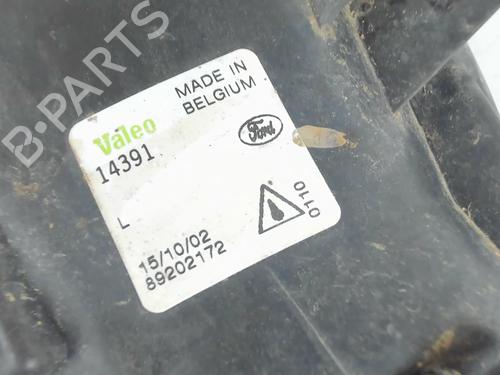 B-PARTS
MADE IN
BELGIUM
Valeo
14391
Ford
L
0110
15/10/02
89202172